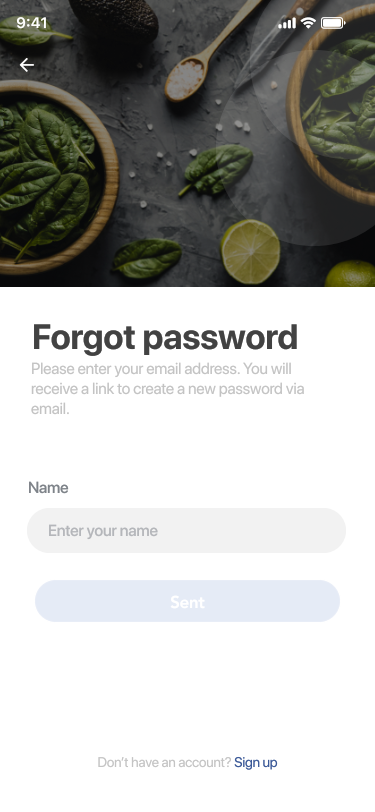 9:41
Forgot password
Please enter your email address. You will
receive a link to create a new password via
email.
Name
Enter your name
Sent
Don't have an account? Sign up